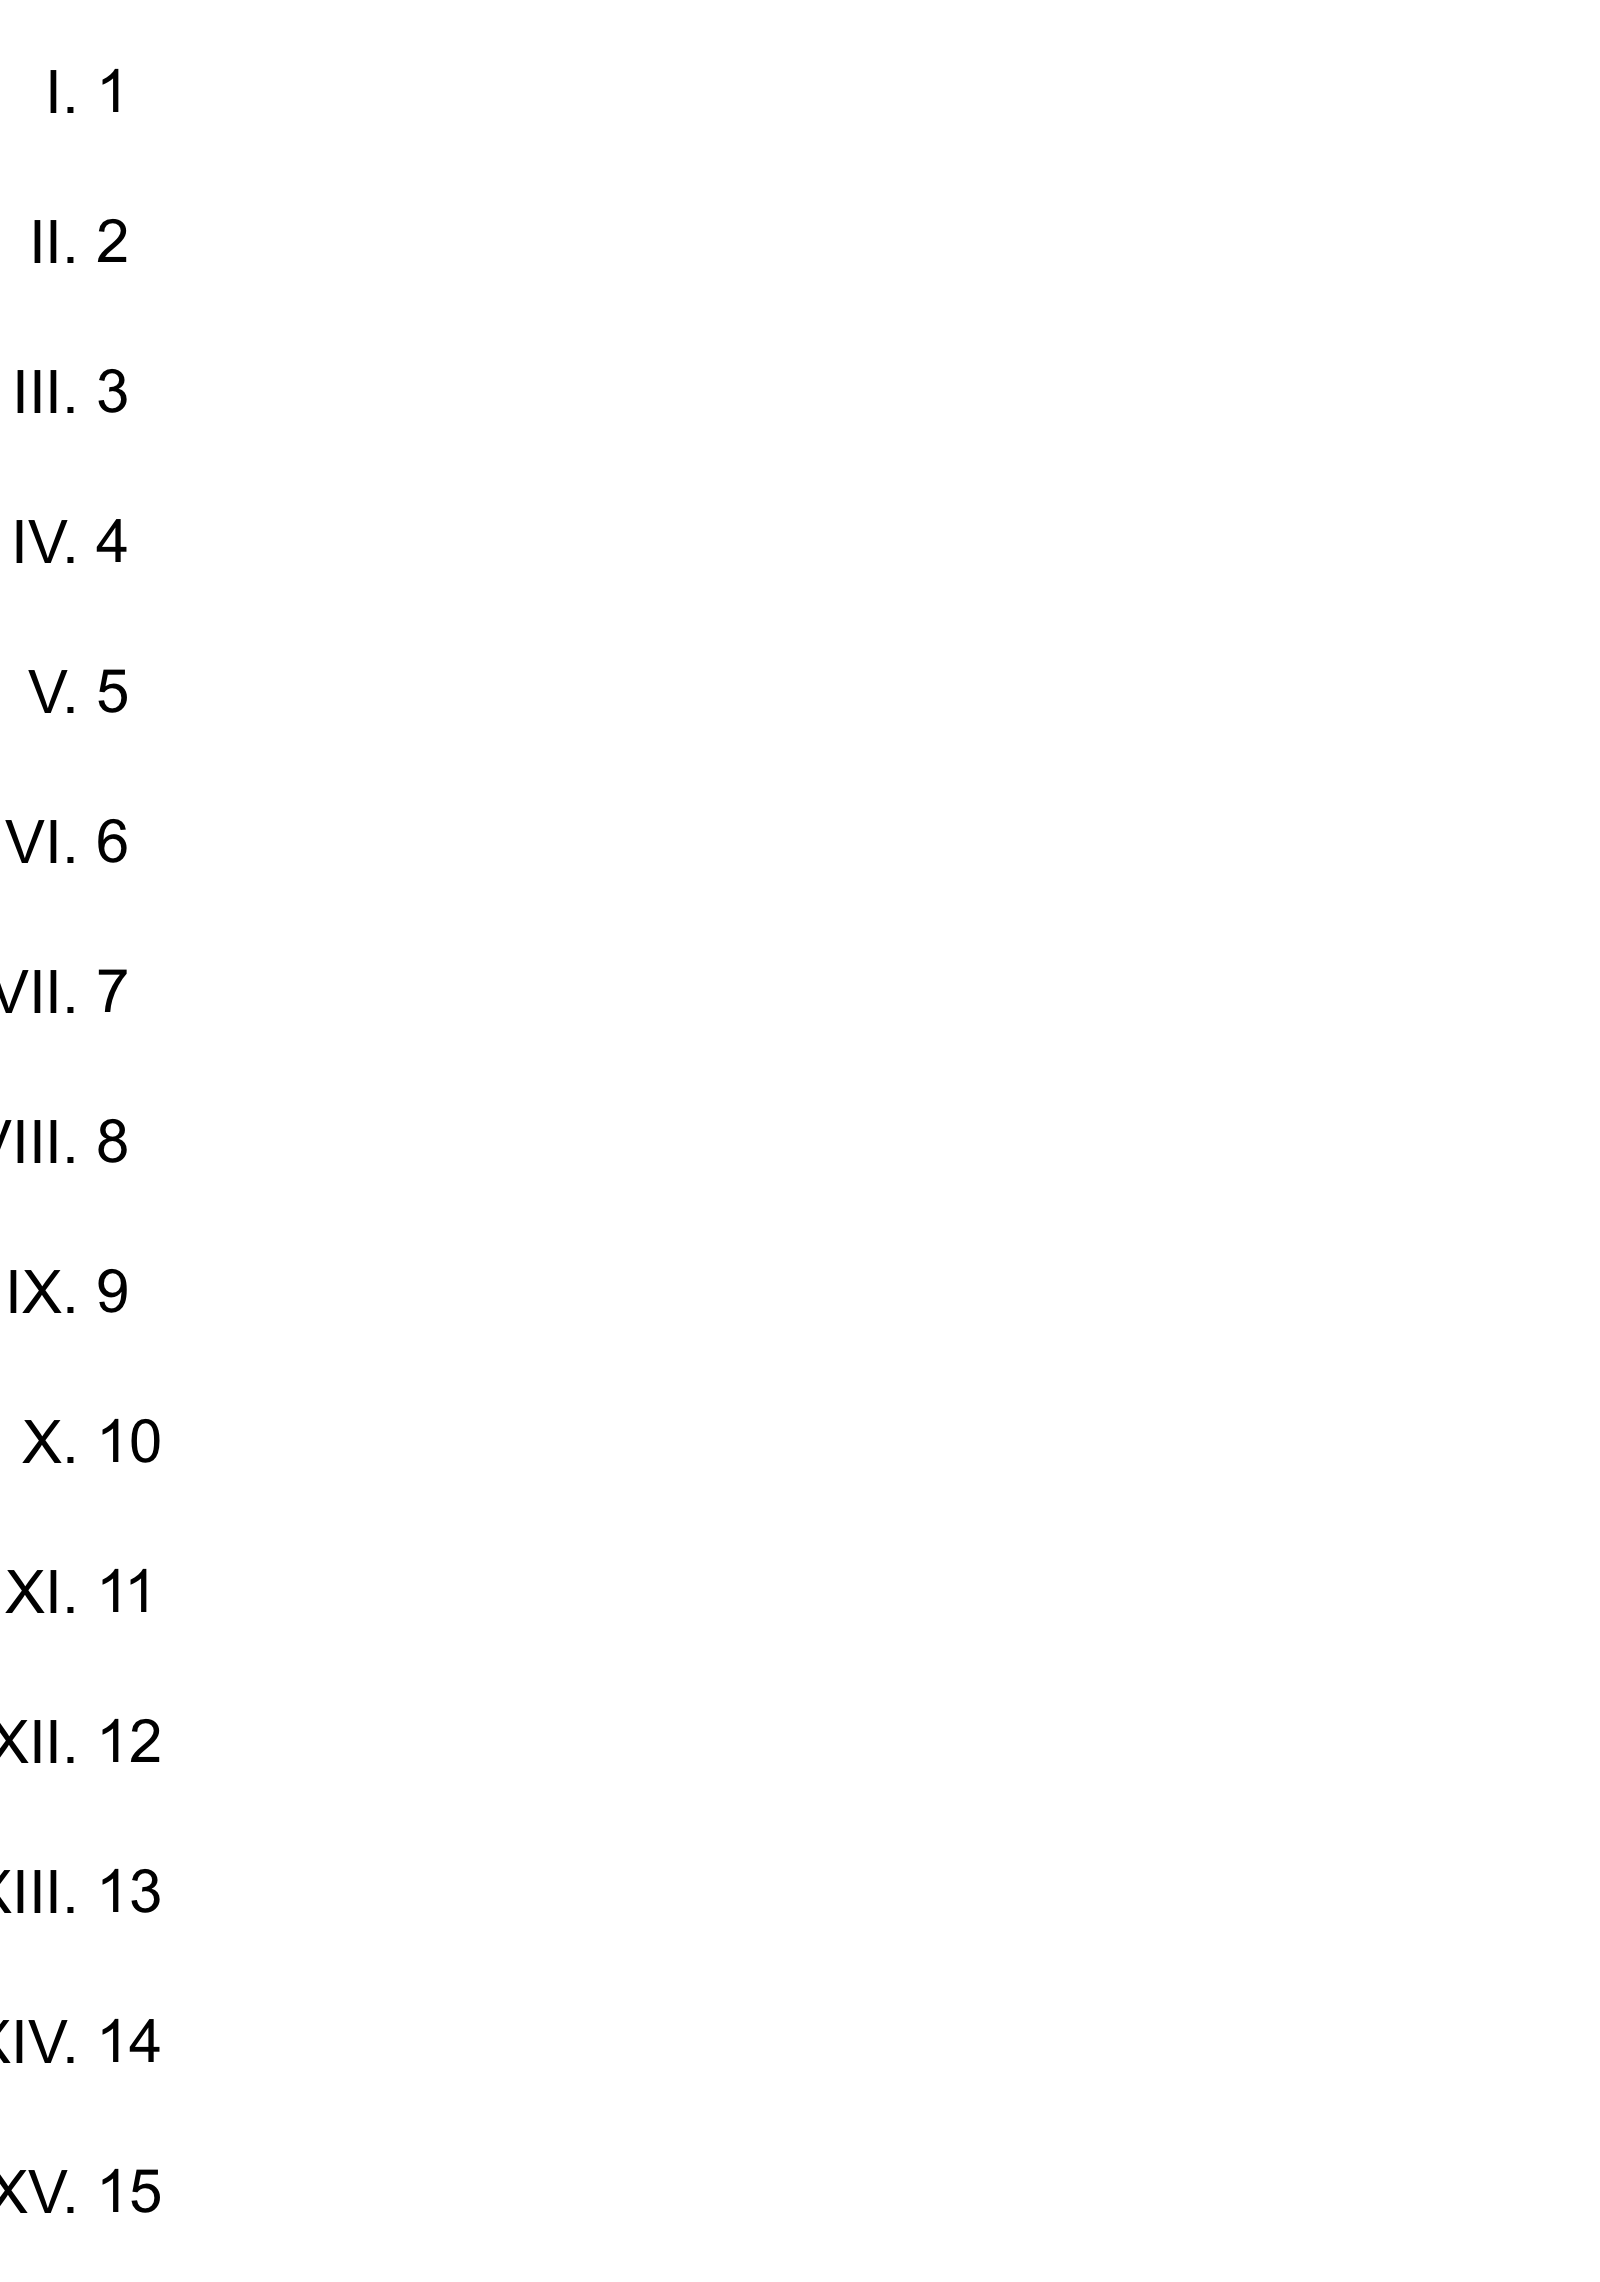 I. 1
II. 2
III. 3
IV. 4
V. 5
VI. 6
VII. 7
VIII. 8
IX. 9
X. 10
XI. 11
XII. 12
XIII. 13
XIV. 14
XV. 15